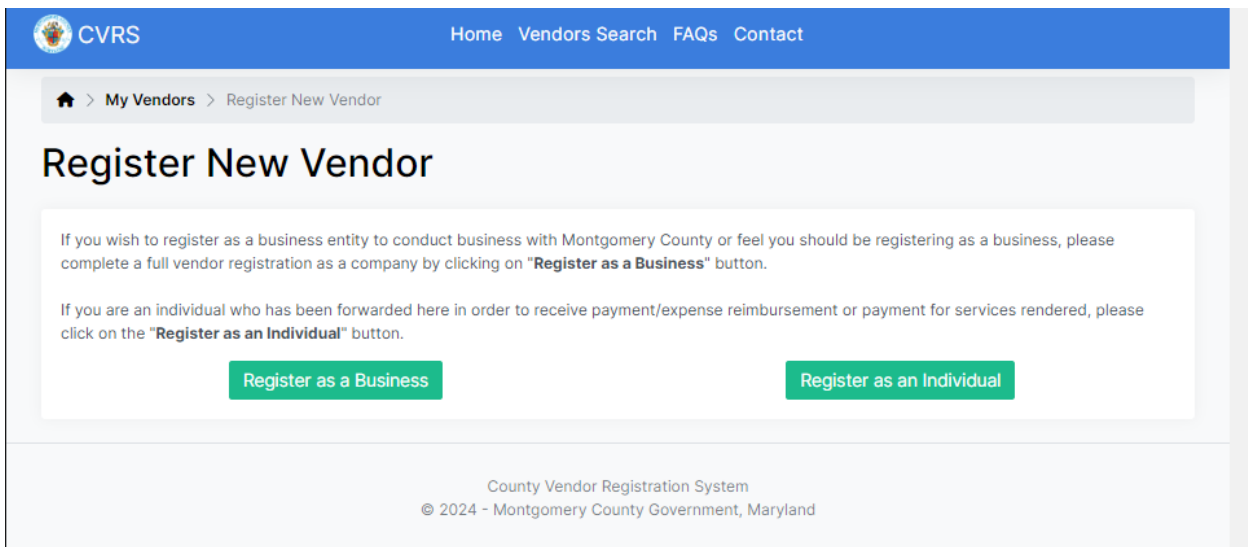 CVRS
Home Vendors Search FAQs Contact
My Vendors > Register New Vendor
Register New Vendor
If you wish to register as a business entity to conduct business with Montgomery County or feel you should be registering as a business, please
complete a full vendor registration as a company by clicking on "Register as a Business" button.
If you are an individual who has been forwarded here in order to receive payment/expense reimbursement or payment for services rendered, please
click on the "Register as an Individual" button.
Register as a Business
Register as an Individual
County Vendor Registration System
© 2024 - Montgomery County Government, Maryland